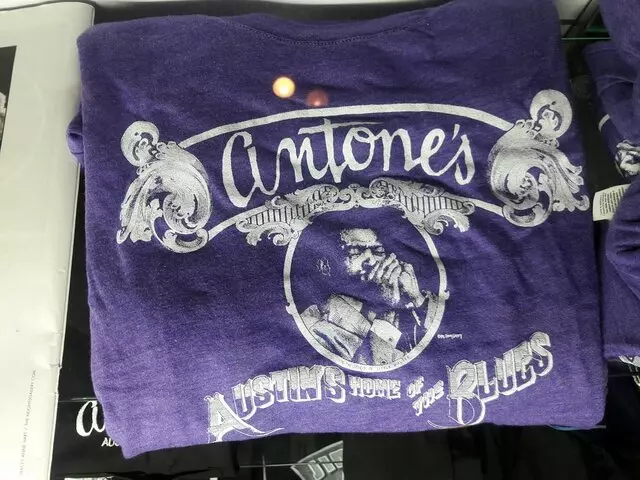 antone's
AUSTIN'S HOME OF THE BLUES